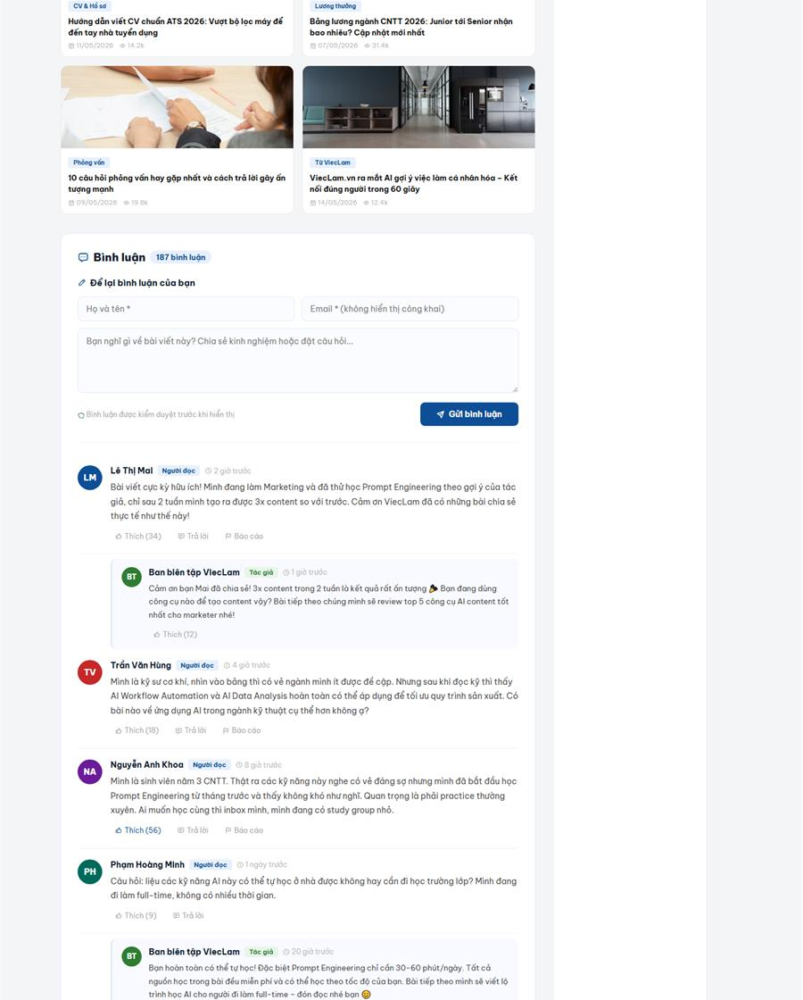 CV & Hồ sơ
Hướng dẫn viết CV chuẩn ATS 2026: Vượt bộ lọc máy để
đến tay nhà tuyển dụng
11/05/2026 14.2k
Lương thưởng
Bảng lương ngành CNTT 2026: Junior tới Senior nhận
bao nhiêu? Cập nhật mới nhất
07/05/2026 31.4k
Phỏng vấn
10 câu hỏi phỏng vấn hay gặp nhất và cách trả lời gây ấn
tượng mạnh
09/05/2026 19.8k
Từ ViecLam
ViecLam.vn ra mắt AI gợi ý việc làm cá nhân hóa – Kết
nối đúng người trong 60 giây
14/05/2026 12.4k
Bình luận 187 bình luận
Để lại bình luận của bạn
Họ và tên *
Email * (không hiển thị công khai)
Bạn nghĩ gì về bài viết này? Chia sẻ kinh nghiệm hoặc đặt câu hỏi...
Bình luận được kiểm duyệt trước khi hiển thị
Gửi bình luận
LM
Lê Thị Mai Người đọc 2 giờ trước
Bài viết cực kỳ hữu ích! Mình đang làm Marketing và đã thử học Prompt Engineering theo gợi ý của tác
giả, chỉ sau 2 tuần mình tạo ra được 3x content so với trước. Cảm ơn ViecLam đã có những bài chia sẻ
thực tế như thế này!
Thích (34) Trả lời Báo cáo
BT
Ban biên tập ViecLam Tác giả 1 giờ trước
Cảm ơn bạn Mai đã chia sẻ! 3x content trong 2 tuần là kết quả rất ấn tượng 🎉 Bạn đang dùng
công cụ nào để tạo content vậy? Bài tiếp theo chúng mình sẽ review top 5 công cụ AI content tốt
nhất cho marketer nhé!
Thích (12)
TV
Trần Văn Hùng Người đọc 4 giờ trước
Mình là kỹ sư cơ khí, nhìn vào bảng thì có vẻ ngành mình ít được đề cập. Nhưng sau khi đọc kỹ thì thấy
AI Workflow Automation và AI Data Analysis hoàn toàn có thể áp dụng để tối ưu quy trình sản xuất. Có
bài nào về ứng dụng AI trong ngành kỹ thuật cụ thể hơn không ạ?
Thích (18) Trả lời Báo cáo
NA
Nguyễn Anh Khoa Người đọc 8 giờ trước
Mình là sinh viên năm 3 CNTT. Thật ra các kỹ năng này nghe có vẻ đáng sợ nhưng mình đã bắt đầu học
Prompt Engineering từ tháng trước và thấy không khó như nghĩ. Quan trọng là phải practice thường
xuyên. Ai muốn học cùng thì inbox mình, mình đang có study group nhỏ.
Thích (56) Trả lời Báo cáo
PH
Phạm Hoàng Minh Người đọc 1 ngày trước
Câu hỏi: liệu các kỹ năng AI này có thể tự học ở nhà được không hay cần đi học trường lớp? Mình đang
đi làm full-time, không có nhiều thời gian.
Thích (9) Trả lời
BT
Ban biên tập ViecLam Tác giả 20 giờ trước
Bạn hoàn toàn có thể tự học! Đặc biệt Prompt Engineering chỉ cần 30-60 phút/ngày. Tất cả
nguồn học trong bài đều miễn phí và có thể học theo tốc độ của bạn. Bài tiếp theo mình sẽ viết lộ
trình học AI cho người đi làm full-time – đón đọc nhé bạn 😊